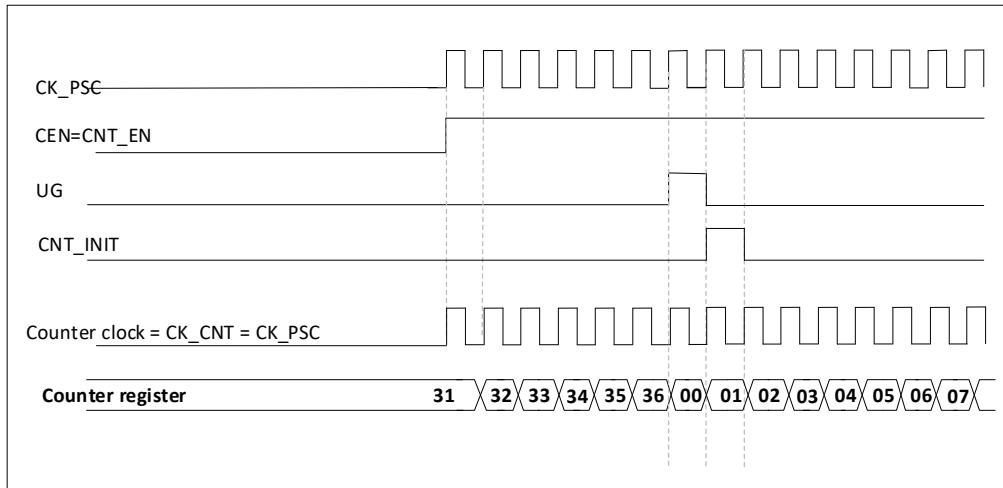 CK_PSC
CEN=CNT_EN
UG
CNT_INIT
Counter clock = CK_CNT = CK_PSC
Counter register 31 32 33 34 35 36 00 01 02 03 04 05 06 07